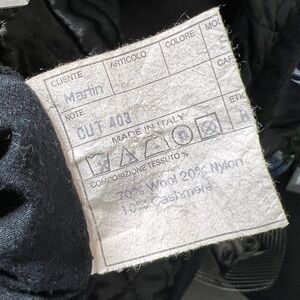 CLIENTE ARTICOLO COLORE
Martin
NOTE
CUT 403
MADE IN ITALY
COMPOSIZIONE TESSUTO %
70% Wool 20% Nylon
10% Cashmere